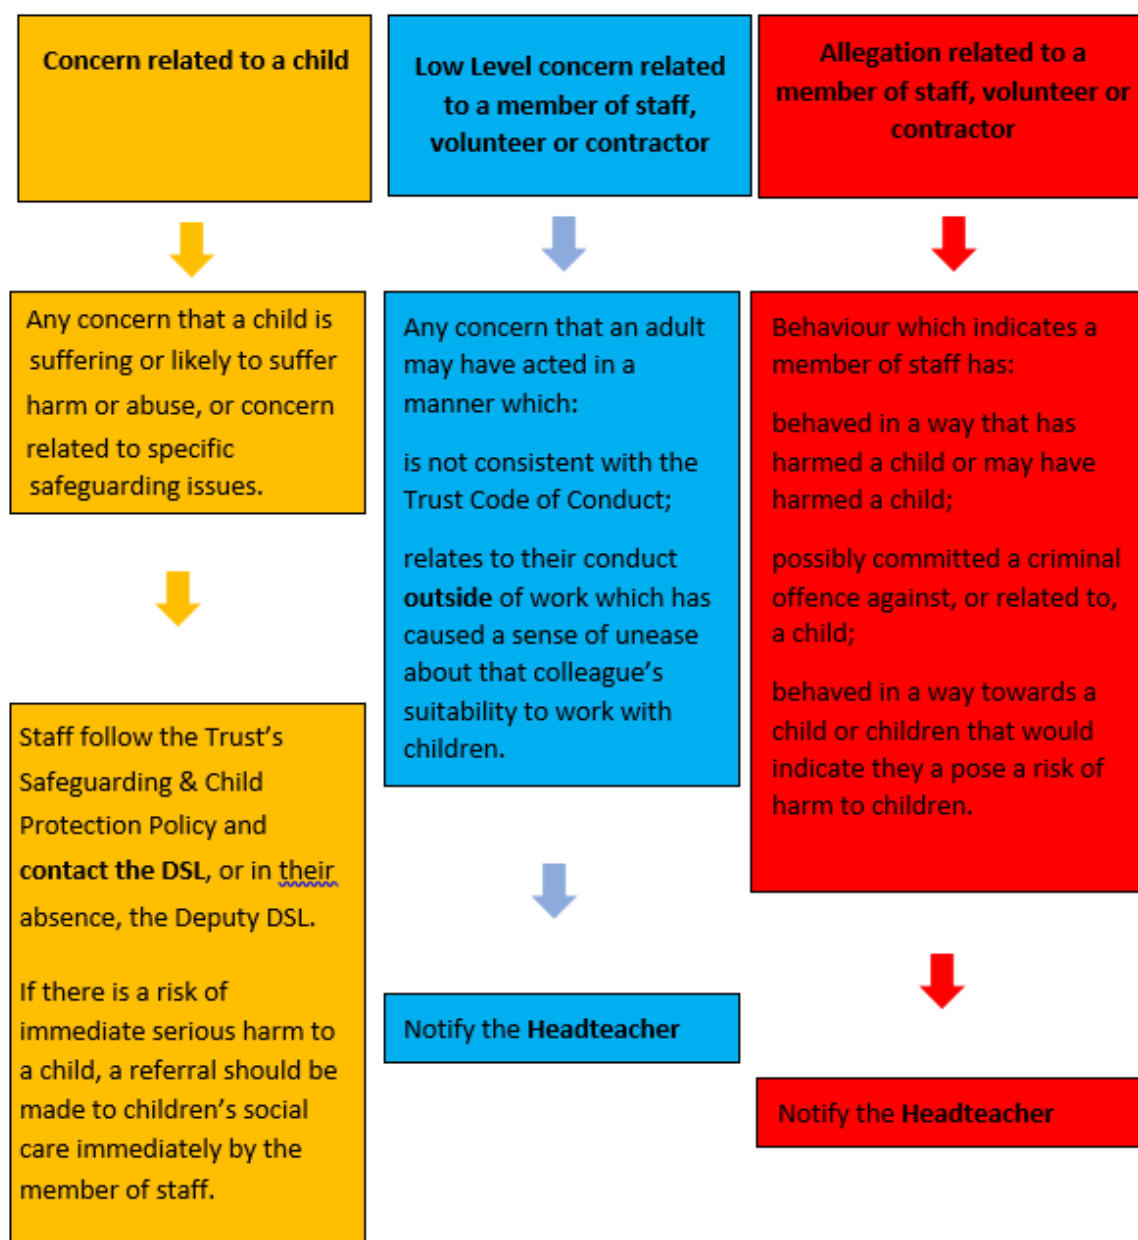 Concern related to a child
Any concern that a child is
suffering or likely to suffer
harm or abuse, or concern
related to specific
safeguarding issues.
Staff follow the Trust’s
Safeguarding & Child
Protection Policy and
contact the DSL, or in their
absence, the Deputy DSL.
If there is a risk of
immediate serious harm to
a child, a referral should be
made to children’s social
care immediately by the
member of staff.
Low Level concern related
to a member of staff,
volunteer or contractor
Any concern that an adult
may have acted in a
manner which:
is not consistent with the
Trust Code of Conduct;
relates to their conduct
outside of work which has
caused a sense of unease
about that colleague’s
suitability to work with
children.
Notify the Headteacher
Allegation related to a
member of staff, volunteer or
contractor
Behaviour which indicates a
member of staff has:
behaved in a way that has
harmed a child or may have
harmed a child;
possibly committed a criminal
offence against, or related to,
a child;
behaved in a way towards a
child or children that would
indicate they a pose a risk of
harm to children.
Notify the Headteacher